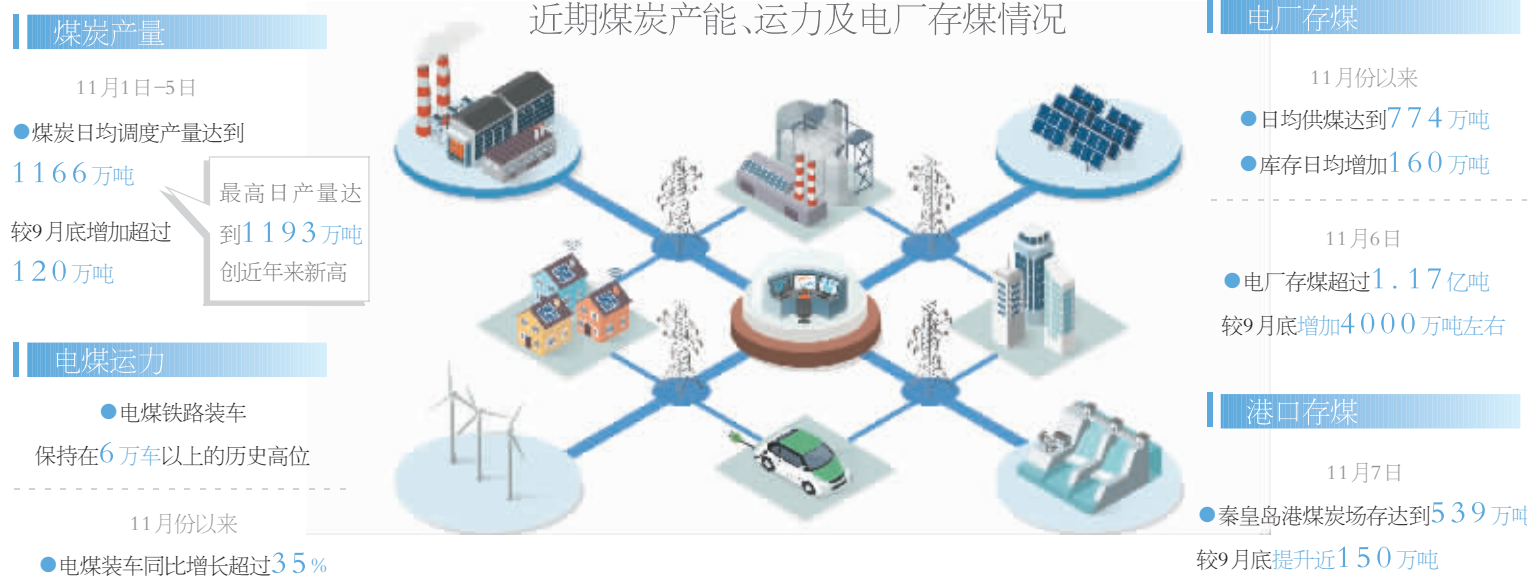 近期煤炭产能、运力及电厂存煤情况
煤炭产量
11月1日-5日
●煤炭日均调度产量达到
1166万吨
较9月底增加超过
120万吨
最高日产量达
到1193万吨
创近年来新高
电煤运力
●电煤铁路装车
保持在6万车以上的历史高位
11月份以来
●电煤装车同比增长超过35%
电厂存煤
11月份以来
●日均供煤达到774万吨
●库存日均增加160万吨
11月6日
●电厂存煤超过1.17亿吨
较9月底增加4000万吨左右
港口存煤
11月7日
●秦皇岛港煤炭场存达到539万吨
较9月底提升近150万吨